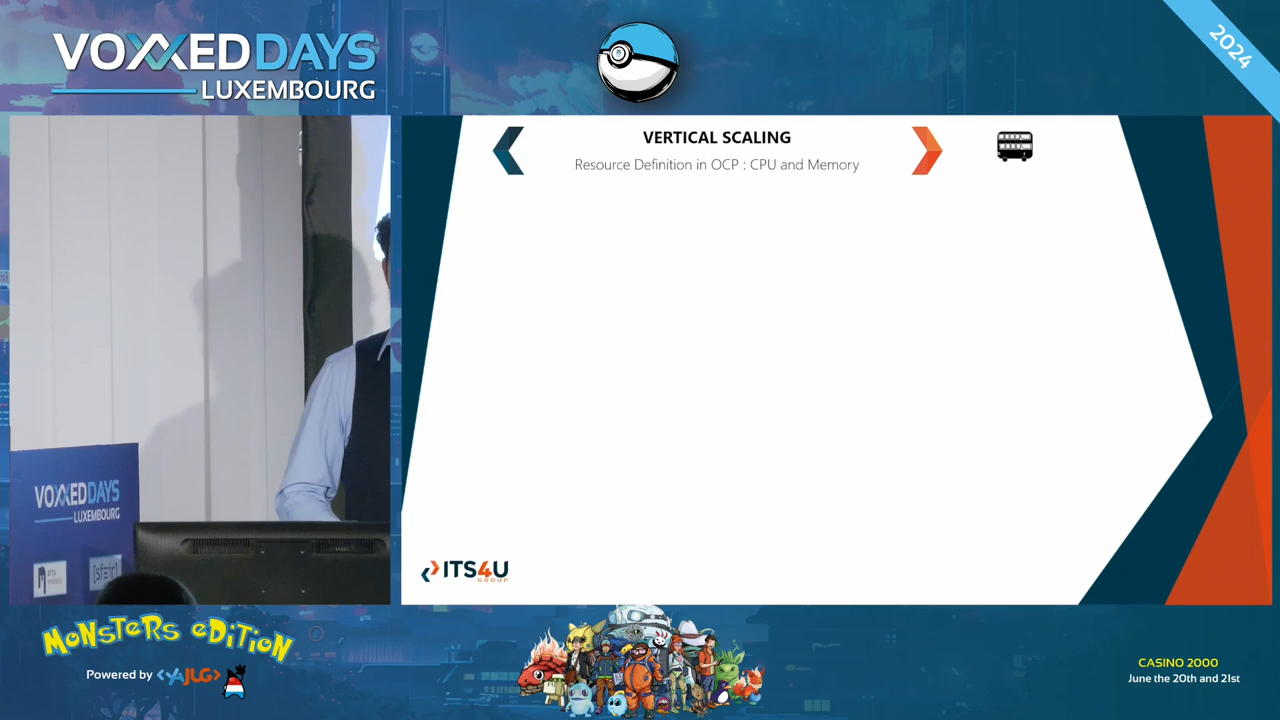 VOXXEDDAYS
LUXEMBOURG
2024
VERTICAL SCALING
Resource Definition in OCP : CPU and Memory
VOXXEDDAYS
LUXEMBOURG
[sfeir]
ITS4U
GROUP
MONSTERS EDITION
Powered by <YAJUG>
CASINO 2000
June the 20th and 21st